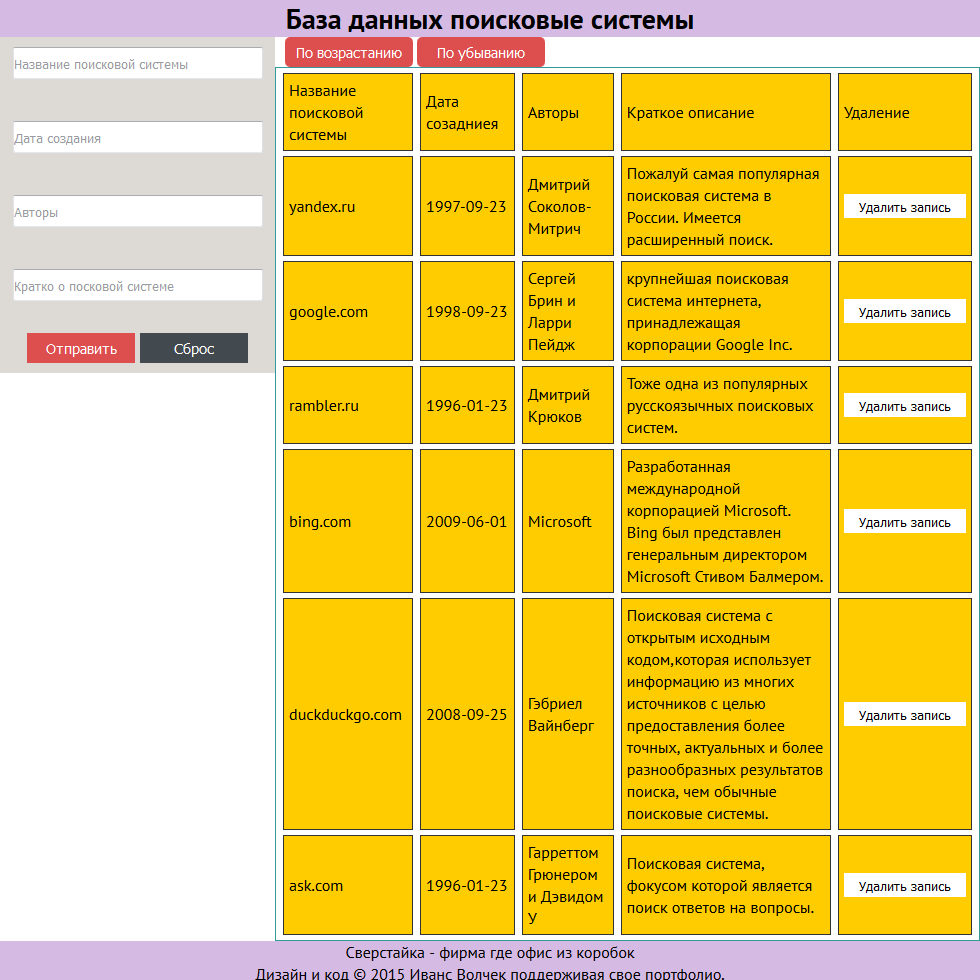 База данных поисковые системы
Название поисковой системы
Дата создания
Авторы
Кратко о посковой системе
Отправить Сброс
По возрастанию По убыванию
Название
поисковой
системы
Дата
созадниея
Авторы
Краткое описание
Удаление
yandex.ru
1997-09-23
Дмитрий
Соколов-
Митрич
Пожалуй самая популярная
поисковая система в
России. Имеется
расширенный поиск.
Удалить запись
google.com
1998-09-23
Сергей
Брин и
Ларри
Пейдж
крупнейшая поисковая
система интернета,
принадлежащая
корпорации Google Inc.
Удалить запись
rambler.ru
1996-01-23
Дмитрий
Крюков
Тоже одна из популярных
русскоязычных поисковых
систем.
Удалить запись
bing.com
2009-06-01
Microsoft
Разработанная
международной
корпорацией Microsoft.
Bing был представлен
генеральным директором
Microsoft Стивом Балмером.
Удалить запись
duckduckgo.com
2008-09-25
Гэбриел
Вайнберг
Поисковая система с
открытым исходным
кодом,которая использует
информацию из многих
источников с целью
предоставления более
точных, актуальных и более
разнообразных результатов
поиска, чем обычные
поисковые системы.
Удалить запись
ask.com
1996-01-23
Гарреттом
Грюнером
и Дэвидом
У
Поисковая система,
фокусом которой является
поиск ответов на вопросы.
Удалить запись
Сверстайка - фирма где офис из коробок
Дизайн и код © 2015 Иванс Волчек поддерживая свое портфолио.